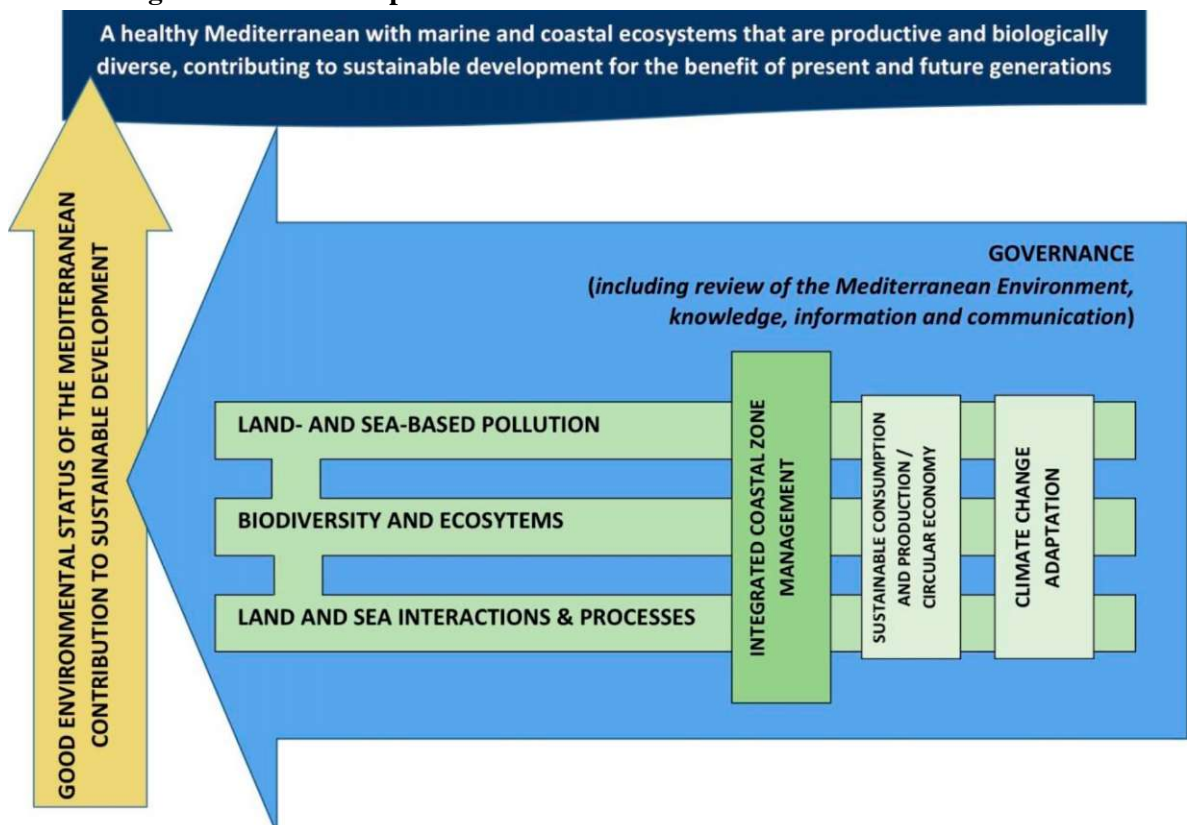 A healthy Mediterranean with marine and coastal ecosystems that are productive and biologically
diverse, contributing to sustainable development for the benefit of present and future generations
GOOD ENVIRONMENTAL STATUS OF THE MEDITERRANEAN
CONTRIBUTION TO SUSTAINABLE DEVELOPMENT
GOVERNANCE
(including review of the Mediterranean Environment,
knowledge, information and communication)
LAND- AND SEA-BASED POLLUTION
BIODIVERSITY AND ECOSYTEMS
LAND AND SEA INTERACTIONS & PROCESSES
INTEGRATED COASTAL ZONE
MANAGEMENT
SUSTAINABLE CONSUMPTION
AND PRODUCTION /
CIRCULAR ECONOMY
CLIMATE CHANGE
ADAPTATION